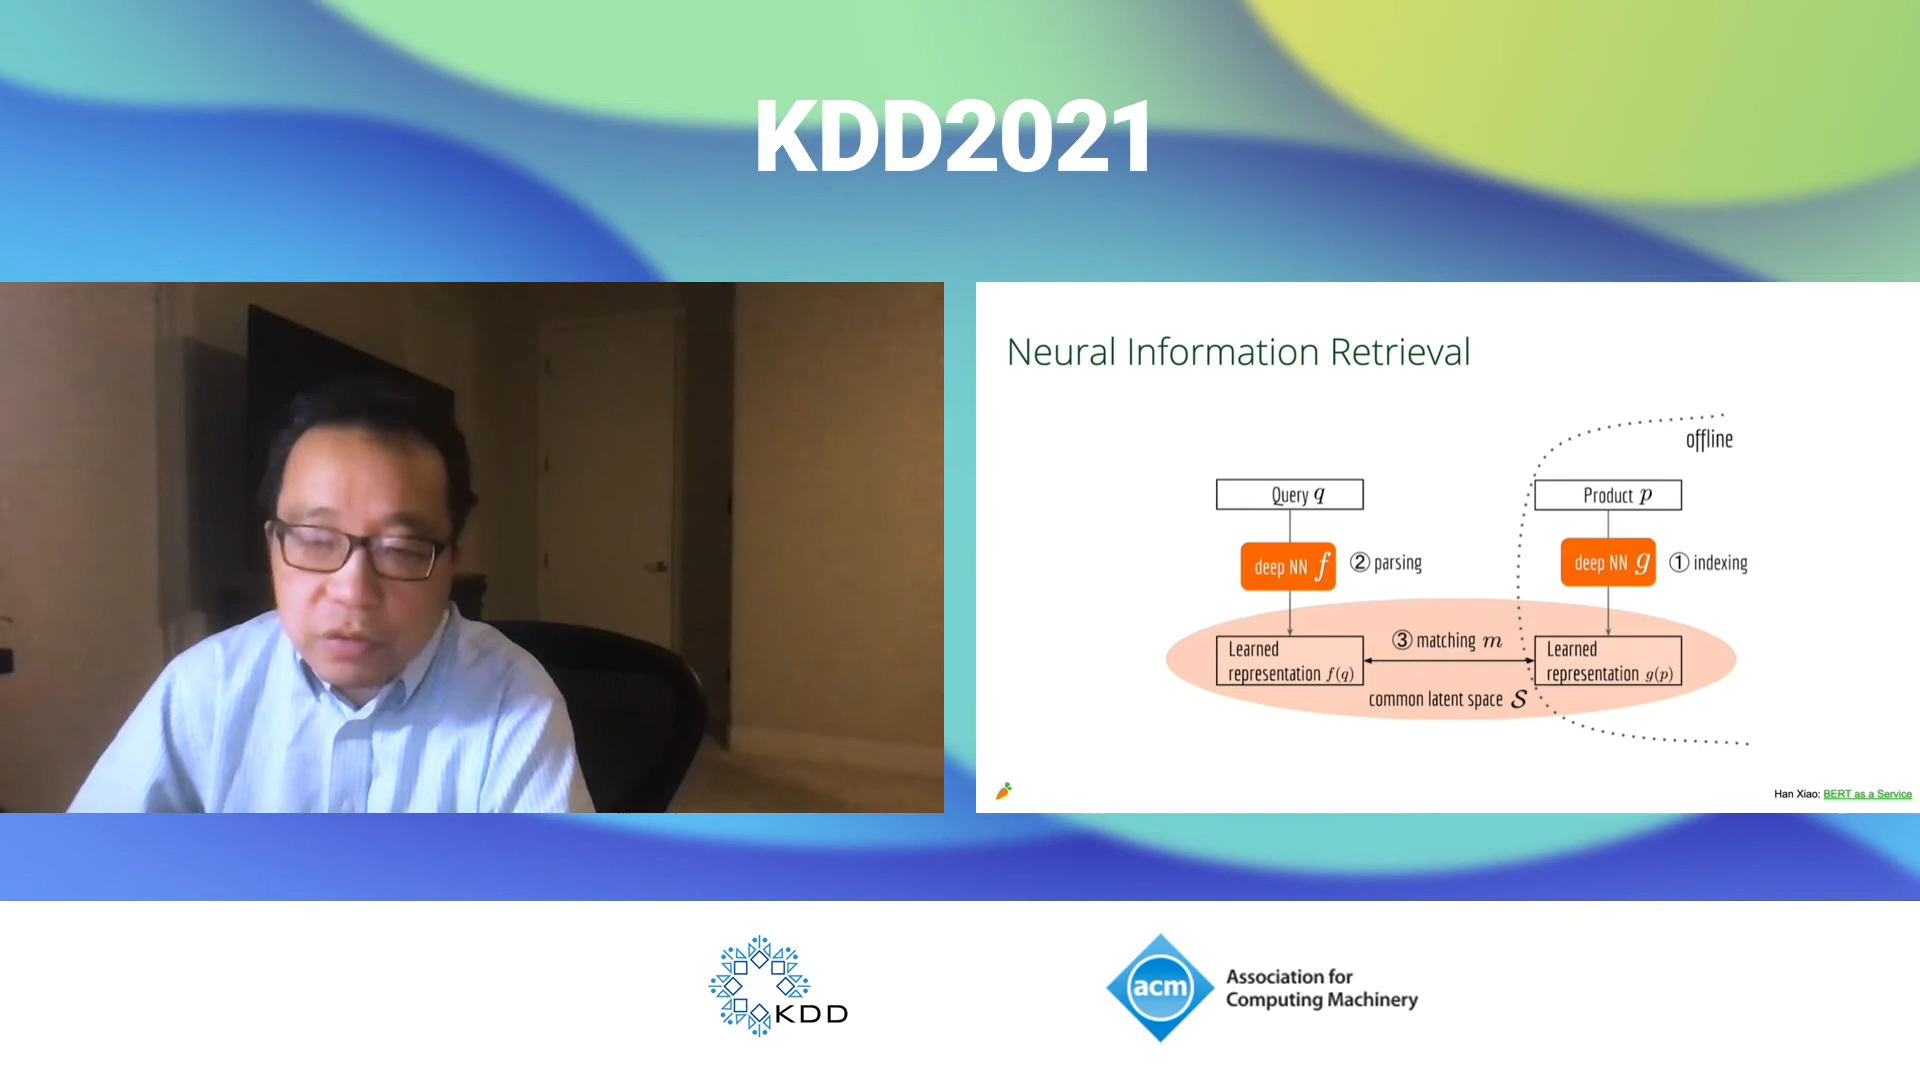 KDD2021
Neural Information Retrieval
offline
Query q
Product p
deep NN f
② parsing
deep NN g
① indexing
Learned
representation f(q)
③ matching m
Learned
representation g(p)
common latent space S
Han Xiao: BERT as a Service
KDD
acm
Association for
Computing Machinery